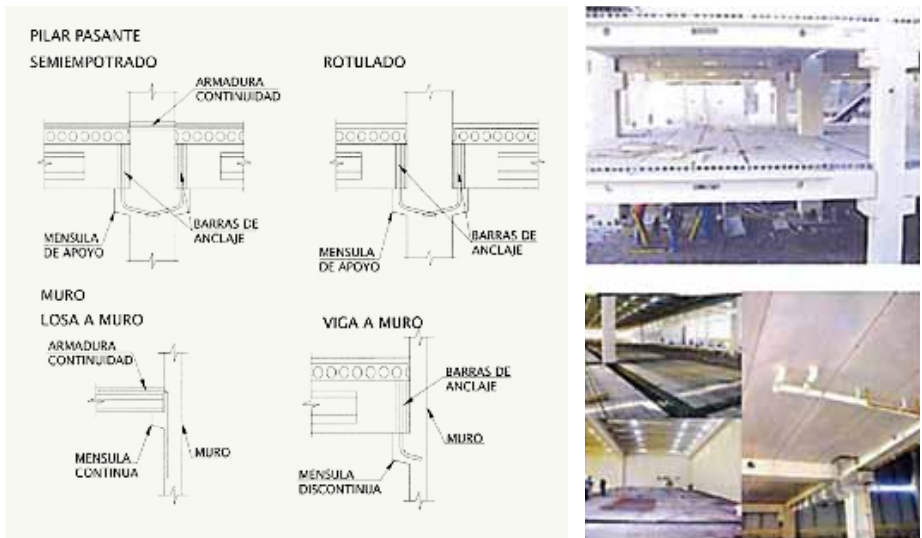 PILAR PASANTE
SEMIEMPOTRADO
ARMADURA
CONTINUIDAD
MENSULA
DE APOYO
BARRAS DE
ANCLAJE
ROTULADO
MENSULA
DE APOYO
BARRAS DE
ANCLAJE
MURO
LOSA A MURO
ARMADURA
CONTINUIDAD
MENSULA
CONTINUA
MURO
VIGA A MURO
BARRAS DE
ANCLAJE
MURO
MENSULA
DISCONTINUA